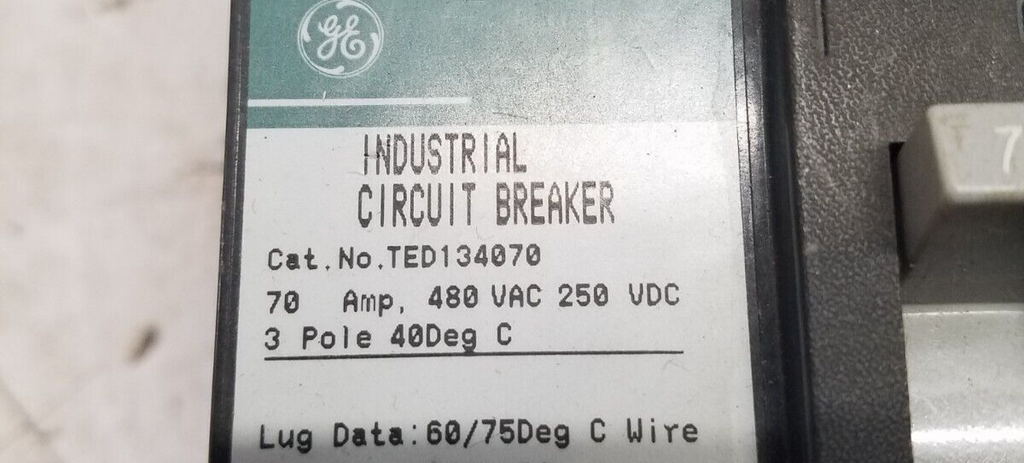 GE
INDUSTRIAL
CIRCUIT BREAKER
Cat.No.TED134070
70 Amp, 480 VAC 250 VDC
3 Pole 40Deg C
Lug Data:60/75Deg C Wire
7